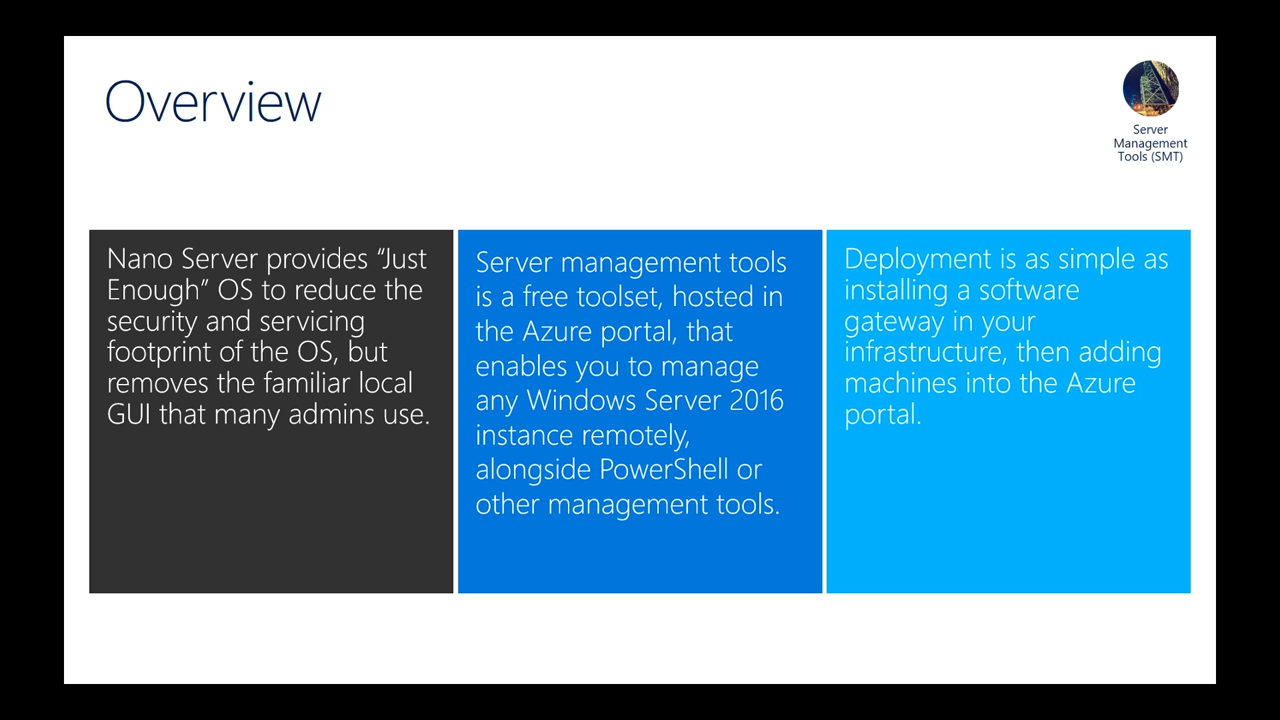 Overview
Server
Management
Tools (SMT)
Nano Server provides “Just
Enough” OS to reduce the
security and servicing
footprint of the OS, but
removes the familiar local
GUI that many admins use.
Server management tools
is a free toolset, hosted in
the Azure portal, that
enables you to manage
any Windows Server 2016
instance remotely,
alongside PowerShell or
other management tools.
Deployment is as simple as
installing a software
gateway in your
infrastructure, then adding
machines into the Azure
portal.